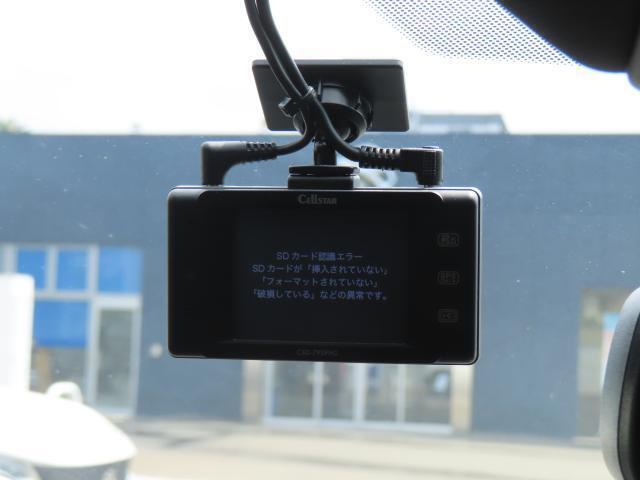 CELLSTAR
SDカード認識エラー
SDカードが「挿入されていない」
「フォーマットされていない」
「破損している」などの異常です。